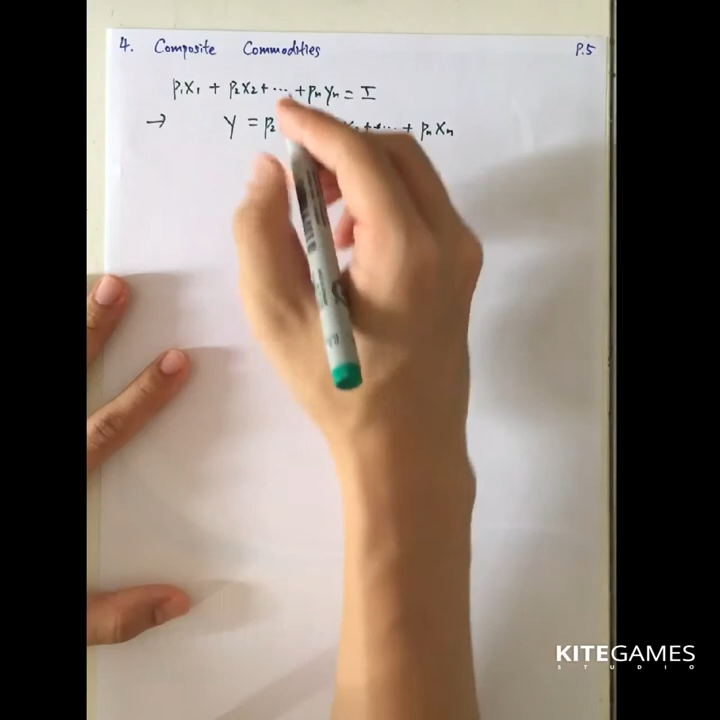 4. Composite Commodities P.5
p₁x₁ + p₂x₂ + ... + pₙyₙ = I
→ Y = p₂ + ... + pₙxₙ
KITEGAMES
STUDIO